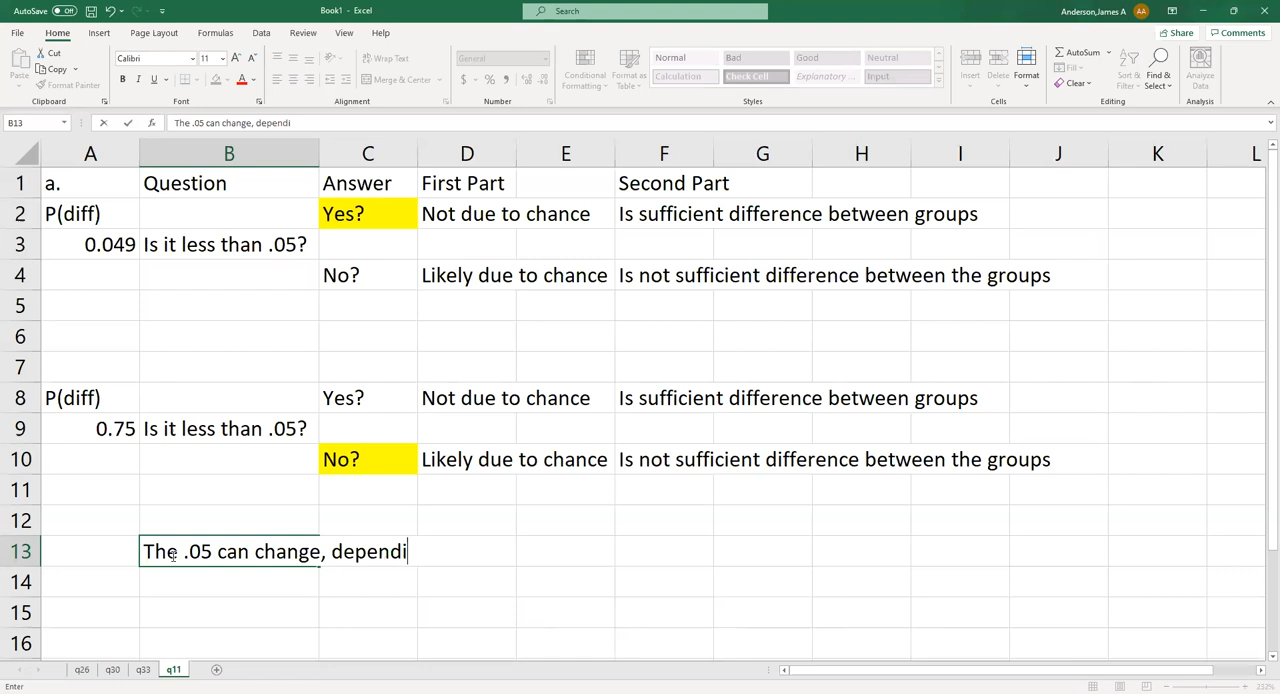 AutoSave Off Book1 - Excel Search Anderson,James A AA
File Home Insert Page Layout Formulas Data Review View Help Share Comments
Paste Cut Copy Format Painter
Calibri 11 B I U
Wrap Text Merge & Center
General $ % ,
Conditional Formatting Format as Table
Normal Bad Good Neutral
Calculation Check Cell Explanatory ... Input
Insert Delete Format
AutoSum Fill Clear
Sort & Filter Find & Select Analyze Data
Clipboard Font Alignment Number Styles Cells Editing Analysis
B13 fx The .05 can change, dependi
A B C D E F G H I J K L
1 a. Question Answer First Part Second Part
2 P(diff) Yes? Not due to chance Is sufficient difference between groups
3 0.049 Is it less than .05?
4 No? Likely due to chance Is not sufficient difference between the groups
5
6
7
8 P(diff) Yes? Not due to chance Is sufficient difference between groups
9 0.75 Is it less than .05?
10 No? Likely due to chance Is not sufficient difference between the groups
11
12
13 The .05 can change, dependi
14
15
16
q26 q30 q33 q11
Enter 232%